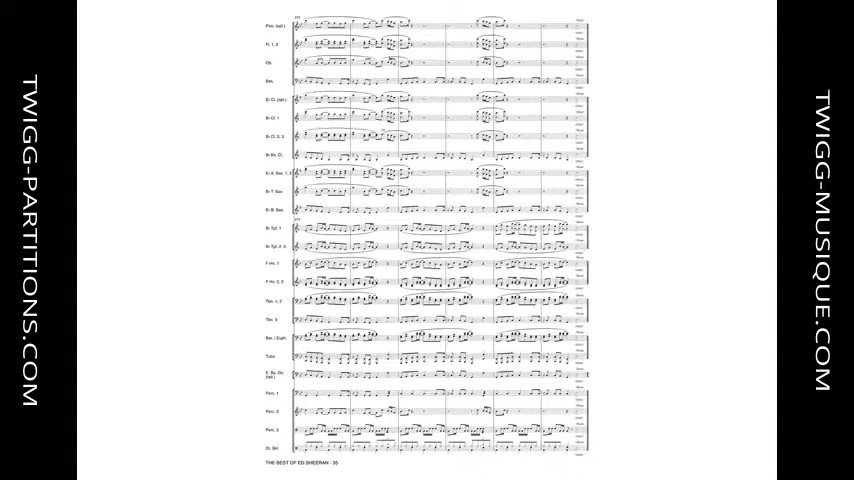 TWIGG-PARTITIONS.COM
Picc. (opt.)
Fl. 1, 2
Ob.
Bsn.
E♭ Cl. (opt.)
B♭ Cl. 1
B♭ Cl. 2, 3
B♭ Bs. Cl.
E♭ A. Sax. 1, 2
B♭ T. Sax.
E♭ B. Sax.
B♭ Tpt. 1
B♭ Tpt. 2, 3
F Hn. 1
F Hn. 2, 3
Tbn. 1, 2
Tbn. 3
Bar. / Euph.
Tuba
(opt.)
Perc. 1
Perc. 2
Perc. 3
Dr. Set
THE BEST OF ED SHEERAN - 35
TWIGG-MUSIQUE.COM